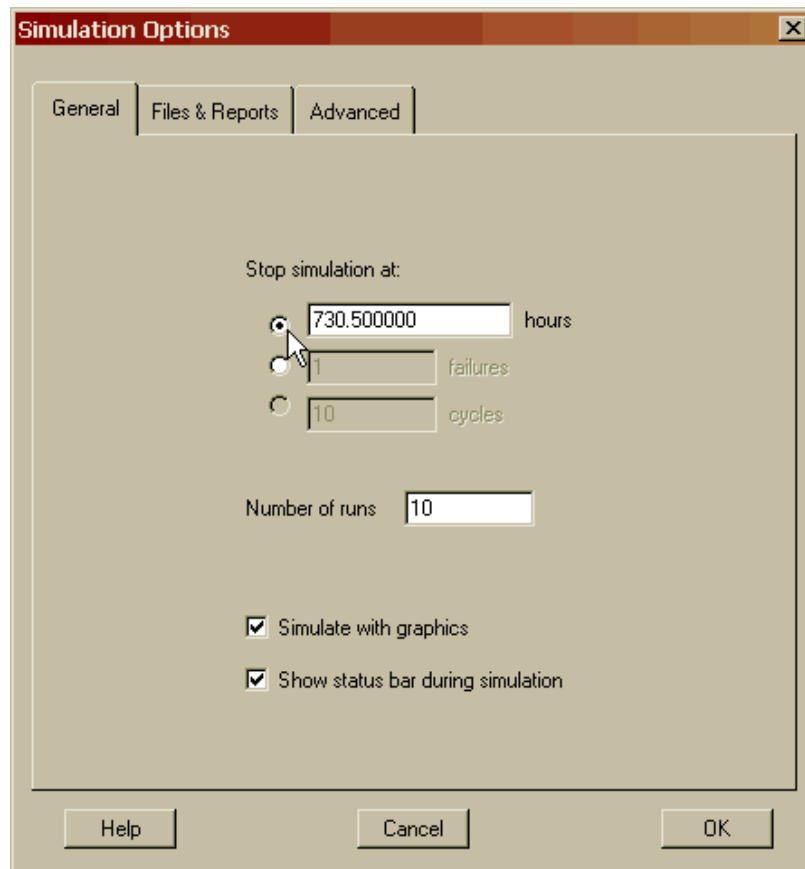 Simulation Options
General Files & Reports Advanced
Stop simulation at:
730.500000 hours
1 failures
10 cycles
Number of runs 10
Simulate with graphics
Show status bar during simulation
Help Cancel OK